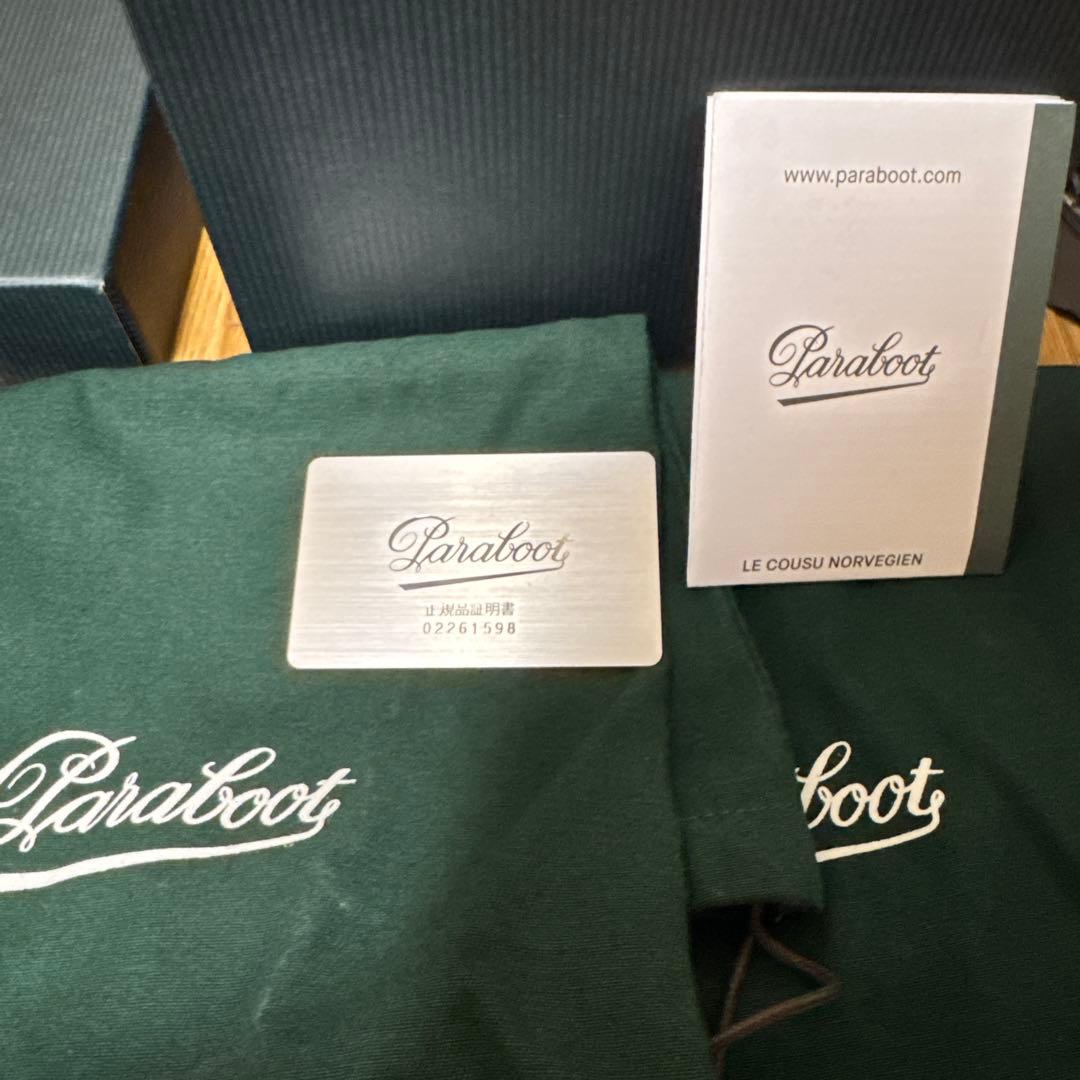 www.paraboot.com
Paraboot
LE COUSU NORVEGIEN
Paraboot
正規品証明書
02261598
Paraboot
boot